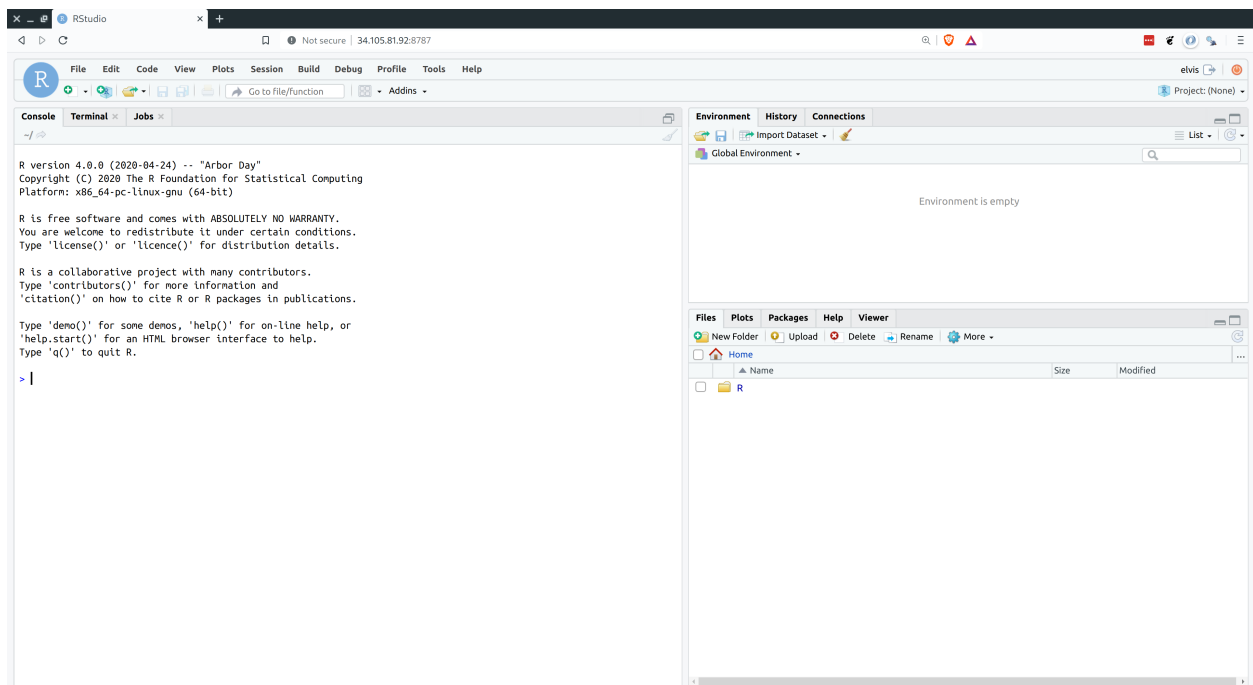 RStudio
Not secure | 34.105.81.92:8787
R
File Edit Code View Plots Session Build Debug Profile Tools Help
elvis
Go to file/function
Addins
Project: (None)
Console Terminal Jobs
~/
R version 4.0.0 (2020-04-24) -- "Arbor Day"
Copyright (C) 2020 The R Foundation for Statistical Computing
Platform: x86_64-pc-linux-gnu (64-bit)
R is free software and comes with ABSOLUTELY NO WARRANTY.
You are welcome to redistribute it under certain conditions.
Type 'license()' or 'licence()' for distribution details.
R is a collaborative project with many contributors.
Type 'contributors()' for more information and
'citation()' on how to cite R or R packages in publications.
Type 'demo()' for some demos, 'help()' for on-line help, or
'help.start()' for an HTML browser interface to help.
Type 'q()' to quit R.
>
Environment History Connections
Import Dataset
List
Global Environment
Environment is empty
Files Plots Packages Help Viewer
New Folder Upload Delete Rename More
Home
...
Name Size Modified
R